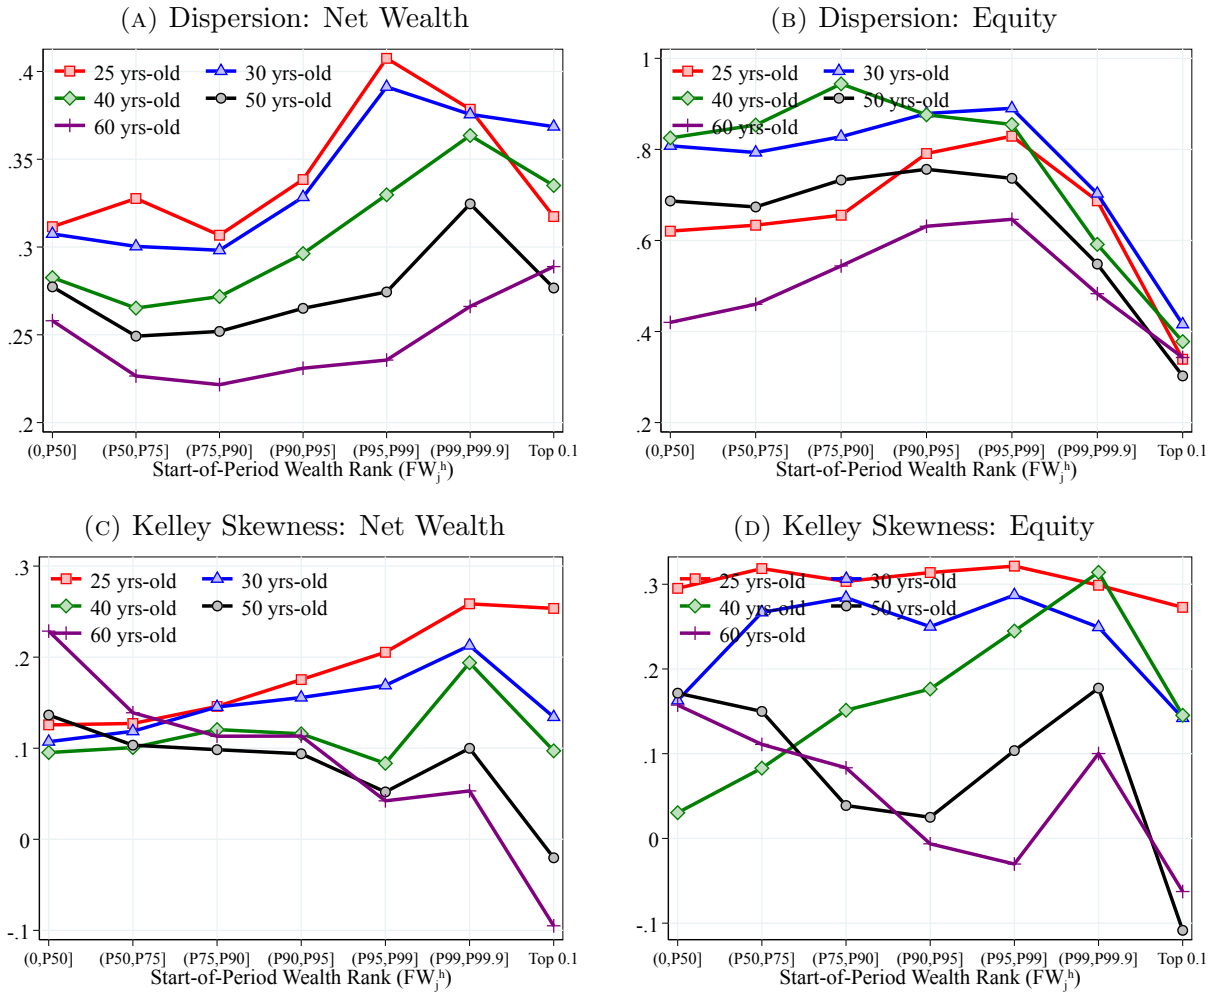 (A) Dispersion: Net Wealth
.4
.35
.3
.25
.2
25 yrs-old
30 yrs-old
40 yrs-old
50 yrs-old
60 yrs-old
(0,P50]
(P50,P75]
(P75,P90]
(P90,P95]
(P95,P99]
(P99,P99.9]
Top 0.1
Start-of-Period Wealth Rank (FW_j^h)
(B) Dispersion: Equity
1
.8
.6
.4
.2
25 yrs-old
30 yrs-old
40 yrs-old
50 yrs-old
60 yrs-old
(0,P50]
(P50,P75]
(P75,P90]
(P90,P95]
(P95,P99]
(P99,P99.9]
Top 0.1
Start-of-Period Wealth Rank (FW_j^h)
(C) Kelley Skewness: Net Wealth
.3
.2
.1
0
-.1
25 yrs-old
30 yrs-old
40 yrs-old
50 yrs-old
60 yrs-old
(0,P50]
(P50,P75]
(P75,P90]
(P90,P95]
(P95,P99]
(P99,P99.9]
Top 0.1
Start-of-Period Wealth Rank (FW_j^h)
(D) Kelley Skewness: Equity
.3
.2
.1
0
-.1
25 yrs-old
30 yrs-old
40 yrs-old
50 yrs-old
60 yrs-old
(0,P50]
(P50,P75]
(P75,P90]
(P90,P95]
(P95,P99]
(P99,P99.9]
Top 0.1
Start-of-Period Wealth Rank (FW_j^h)